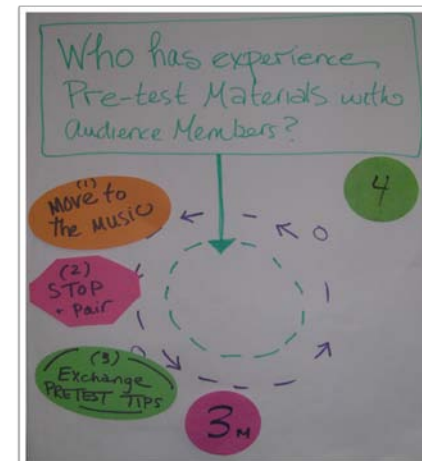 Who has experience
Pre-test Materials with
audience Members?
4
(1)
Move to
the Music
(2)
STOP
+ Pair
(3)
Exchange
PRETEST TIPS
3 M